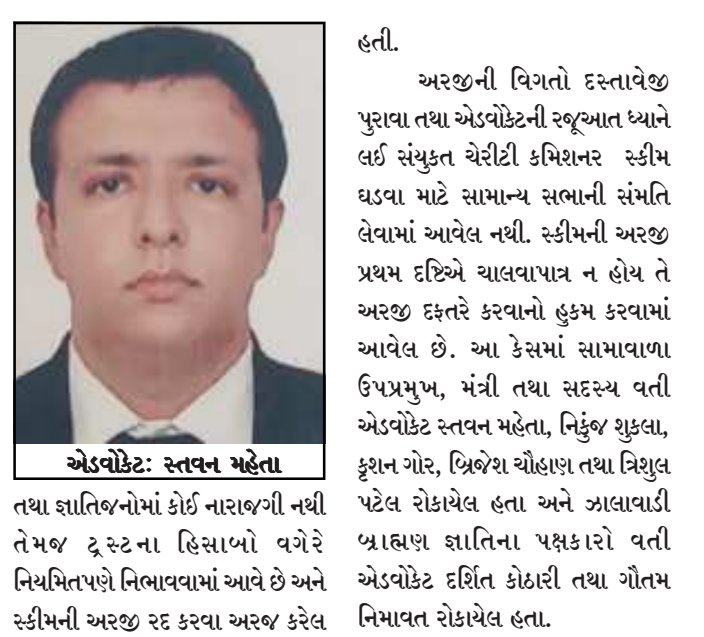 એડવોકેટ: સ્તવન મહેતા
તથા જ્ઞાતિજનોમાં કોઈ નારાજગી નથી
તેમજ ટ્રસ્ટના હિસાબો વગેરે
નિયમિતપણે નિભાવવામાં આવે છે અને
સ્કીમની અરજી રદ કરવા અરજ કરેલ
હતી.
અરજીની વિગતો દસ્તાવેજી
પુરાવા તથા એડવોકેટની રજૂઆત ધ્યાને
લઈ સંયુકત ચેરીટી કમિશનર સ્કીમ
ઘડવા માટે સામાન્ય સભાની સંમતિ
લેવામાં આવેલ નથી. સ્કીમની અરજી
પ્રથમ દષ્ટિએ ચાલવાપાત્ર ન હોય તે
અરજી દફતરે કરવાનો હુકમ કરવામાં
આવેલ છે. આ કેસમાં સામાવાળા
ઉપપ્રમુખ, મંત્રી તથા સદસ્ય વતી
એડવોકેટ સ્તવન મહેતા, નિકુંજ શુકલા,
કૃશન ગોર, બ્રિજેશ ચૌહાણ તથા ત્રિશુલ
પટેલ રોકાયેલ હતા અને ઝાલાવાડી
બ્રાહ્મણ જ્ઞાતિના પક્ષકારો વતી
એડવોકેટ દર્શિત કોઠારી તથા ગૌતમ
નિમાવત રોકાયેલ હતા.